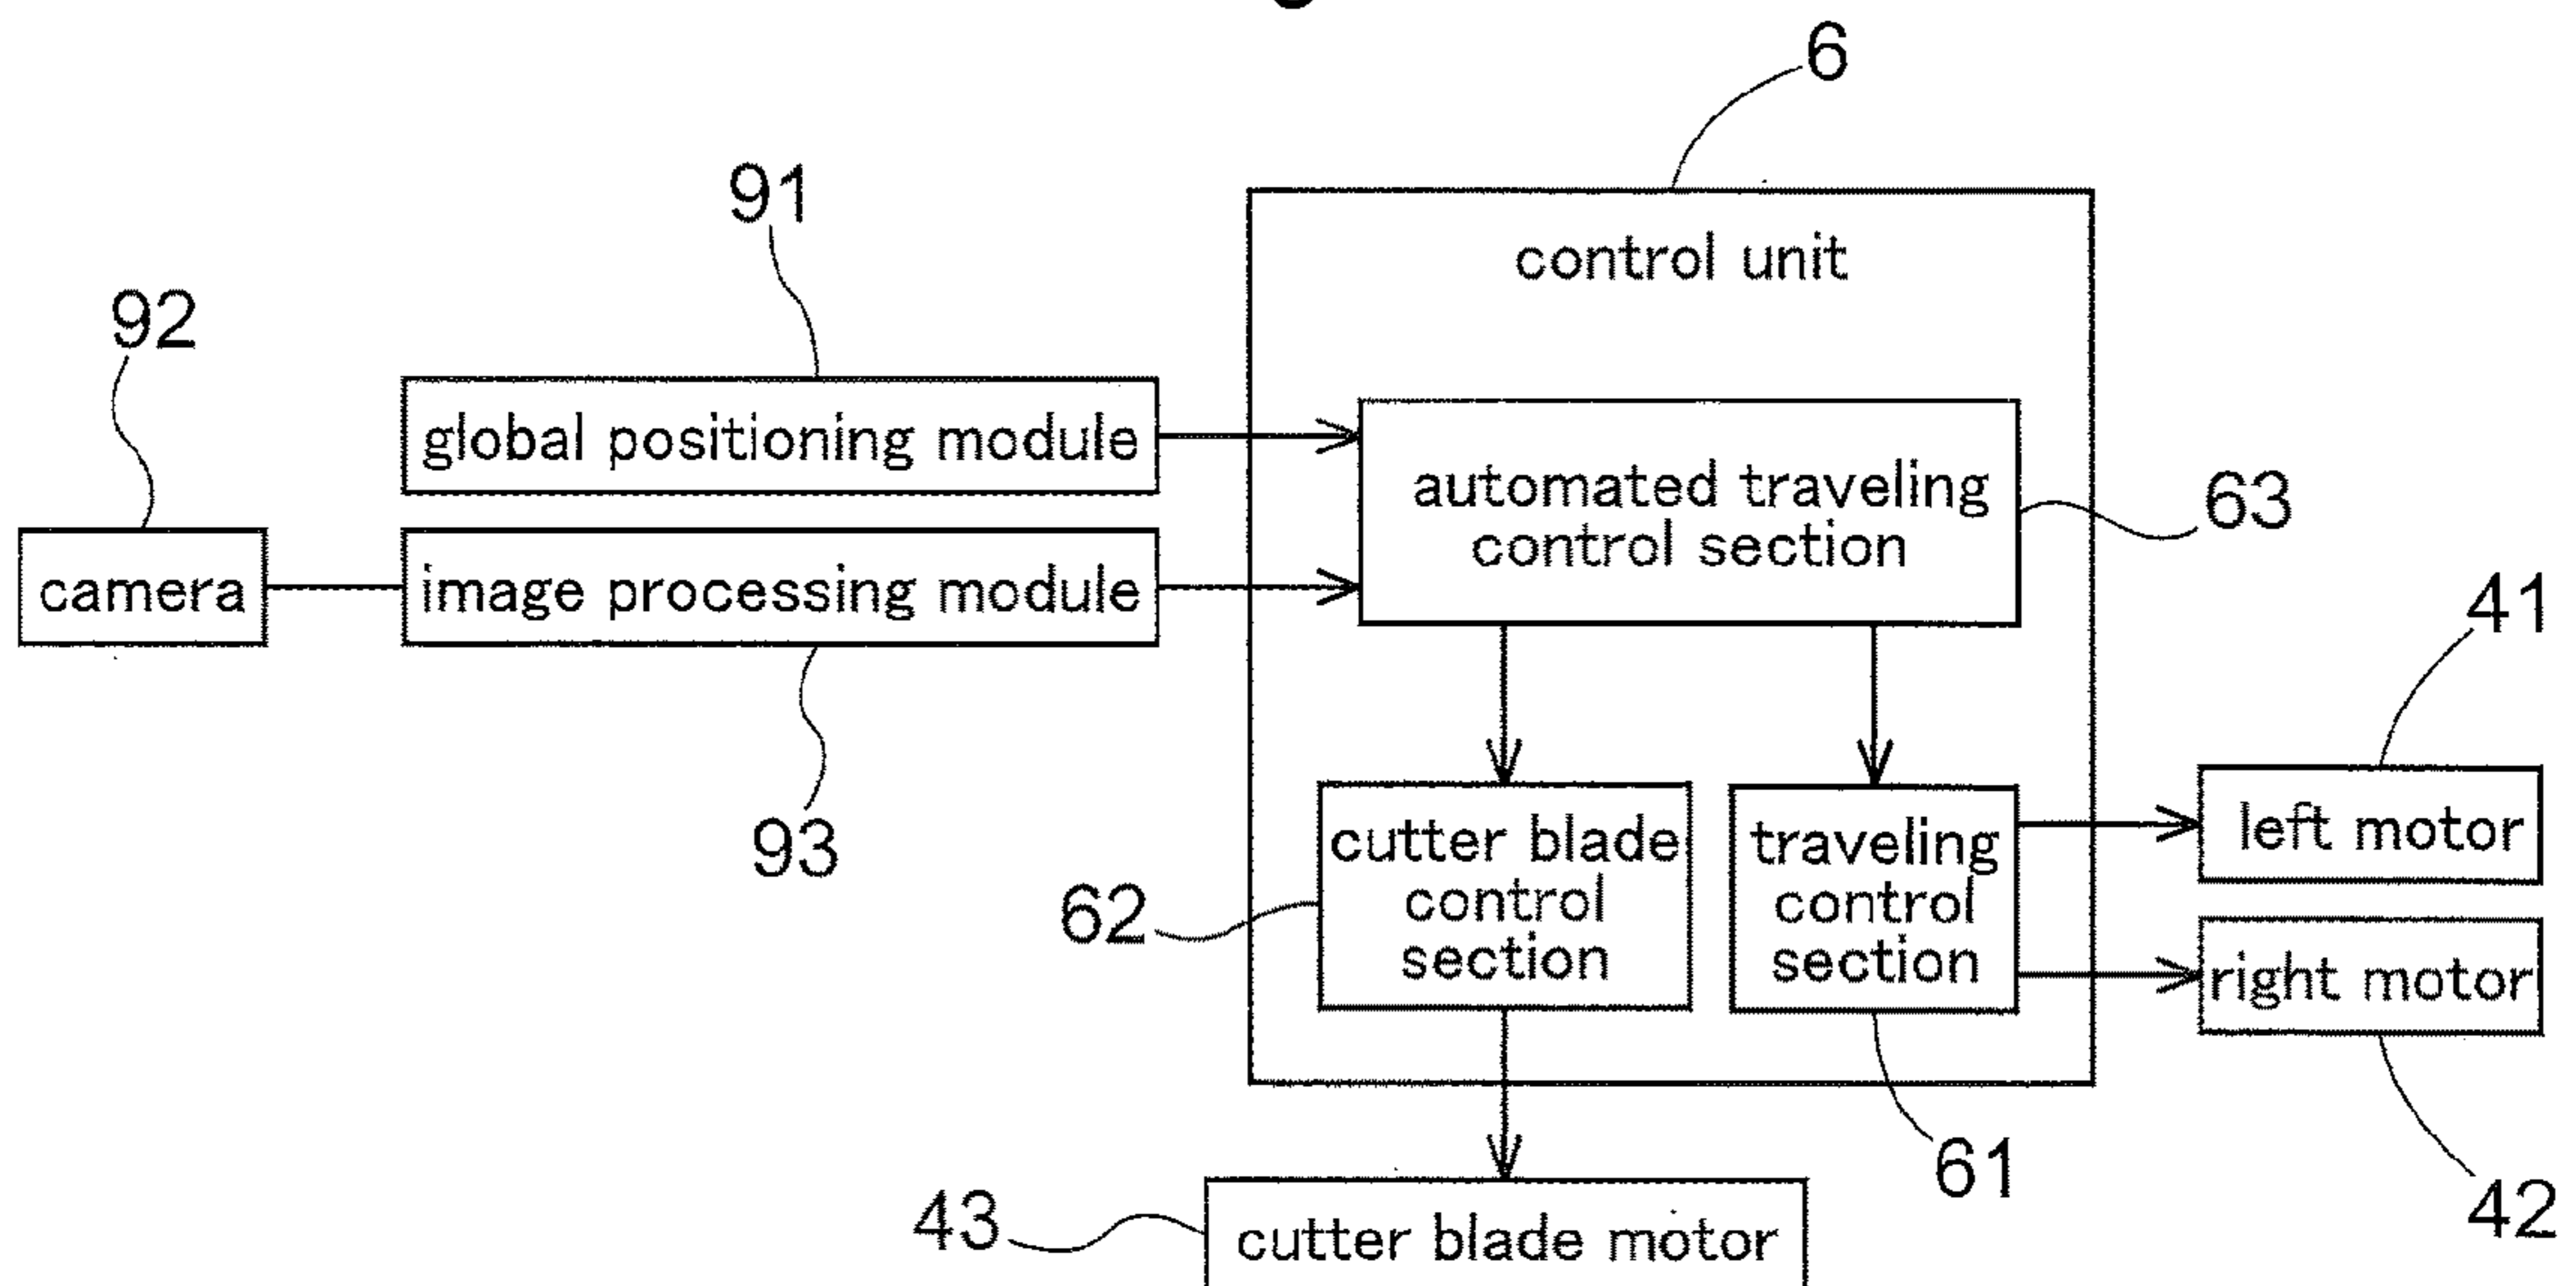 6
control unit
91
92
global positioning module
automated traveling
control section
63
camera
image processing module
93
41
left motor
cutter blade
control
section
62
traveling
control
section
right motor
61
42
43
cutter blade motor